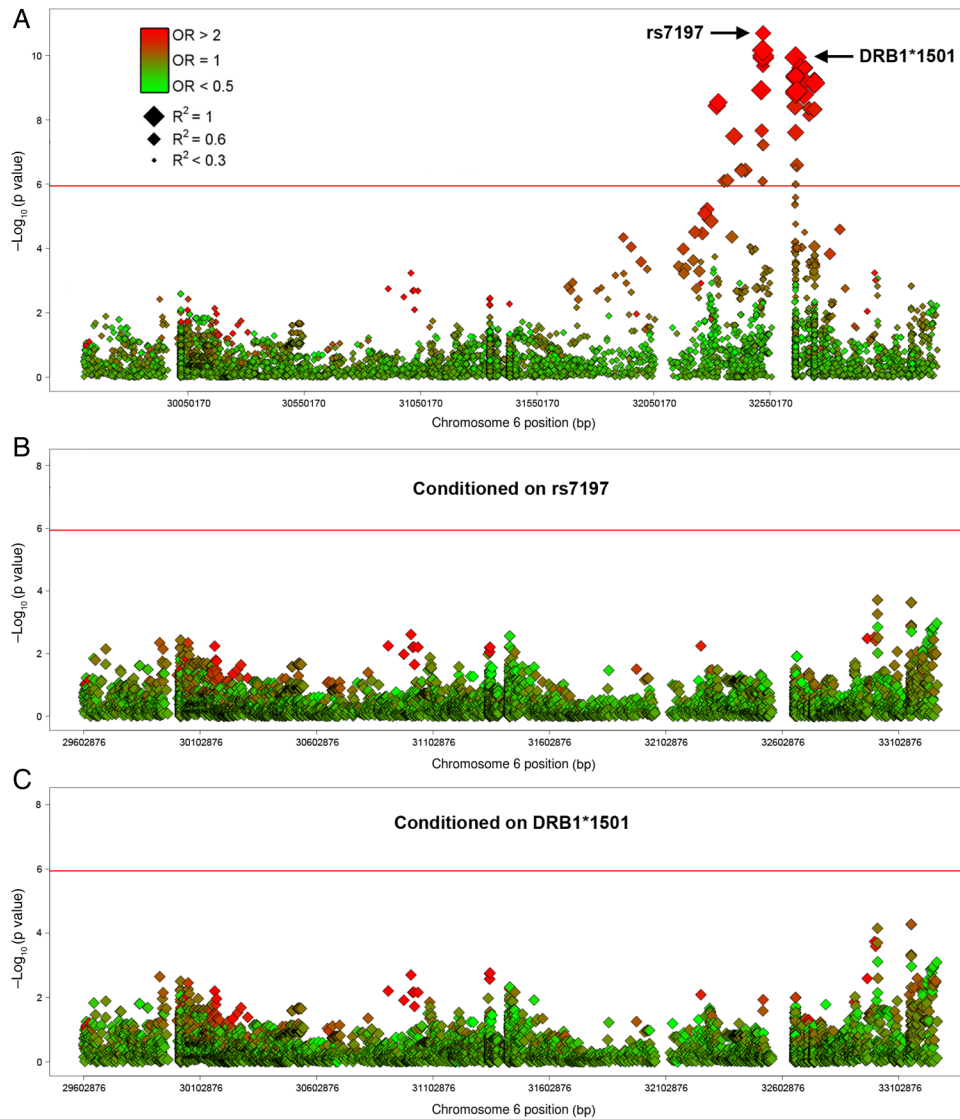 A
OR > 2
OR = 1
OR < 0.5
R² = 1
R² = 0.6
R² < 0.3
rs7197
DRB1*1501
10
8
6
4
2
0
−Log₁₀ (p value)
30050170 30550170 31050170 31550170 32050170 32550170
Chromosome 6 position (bp)
B
Conditioned on rs7197
8
6
4
2
0
−Log₁₀ (p value)
29602876 30102876 30602876 31102876 31602876 32102876 32602876 33102876
Chromosome 6 position (bp)
C
Conditioned on DRB1*1501
8
6
4
2
0
−Log₁₀ (p value)
29602876 30102876 30602876 31102876 31602876 32102876 32602876 33102876
Chromosome 6 position (bp)